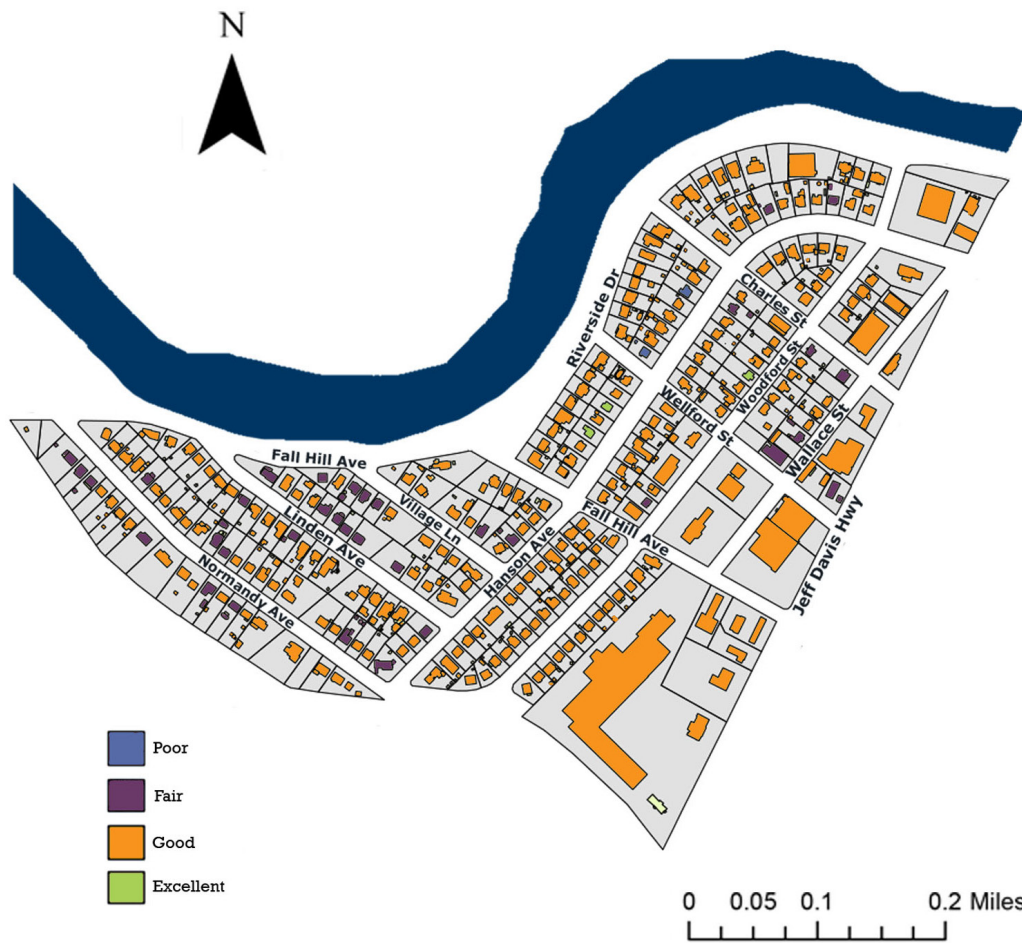 N
Riverside Dr
Charles St
Woodford St
Wellford St
Wallace St
Fall Hill Ave
Village Ln
Linden Ave
Hanson Ave
Fall Hill Ave
Normandy Ave
Jeff Davis Hwy
Poor
Fair
Good
Excellent
0 0.05 0.1 0.2 Miles